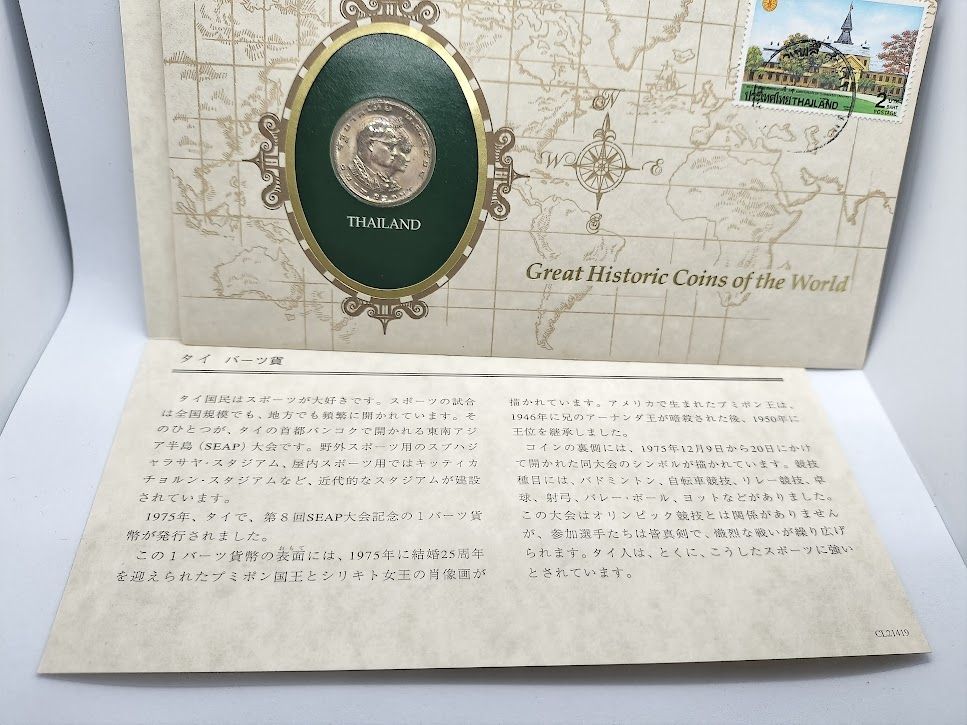 ประเทศไทย THAILAND
2 บาท
BAHT
POSTAGE
THAILAND
N
W
E
S
Great Historic Coins of the World
タイ バーツ貨
タイ国民はスポーツが大好きです。スポーツの試合
は全国規模でも、地方でも頻繁に開かれています。そ
のひとつが、タイの首都バンコクで開かれる東南アジ
ア半島（SEAP）大会です。野外スポーツ用のスプハジ
ャラサヤ・スタジアム、屋内スポーツ用ではキッティカ
チョルン・スタジアムなど、近代的なスタジアムが建設
されています。
1975年、タイで、第８回SEAP大会記念の１バーツ貨
幣が発行されました。
この１バーツ貨幣の表面には、1975年に結婚25周年
を迎えられたプミポン国王とシリキト女王の肖像画が
描かれています。アメリカで生まれたプミポン王は、
1946年に兄のアーナンダ王が暗殺された後、1950年に
王位を継承しました。
コインの裏側には、1975年12月9日から20日にかけ
て開かれた同大会のシンボルが描かれています。競技
種目には、バドミントン、自転車競技、リレー競技、卓
球、射弓、バレー・ボール、ヨットなどがありました。
この大会はオリンピック競技とは関係がありません
が、参加選手たちは皆真剣で、熾烈な戦いが繰り広げ
られます。タイ人は、とくに、こうしたスポーツに強い
とされています。
CL21419